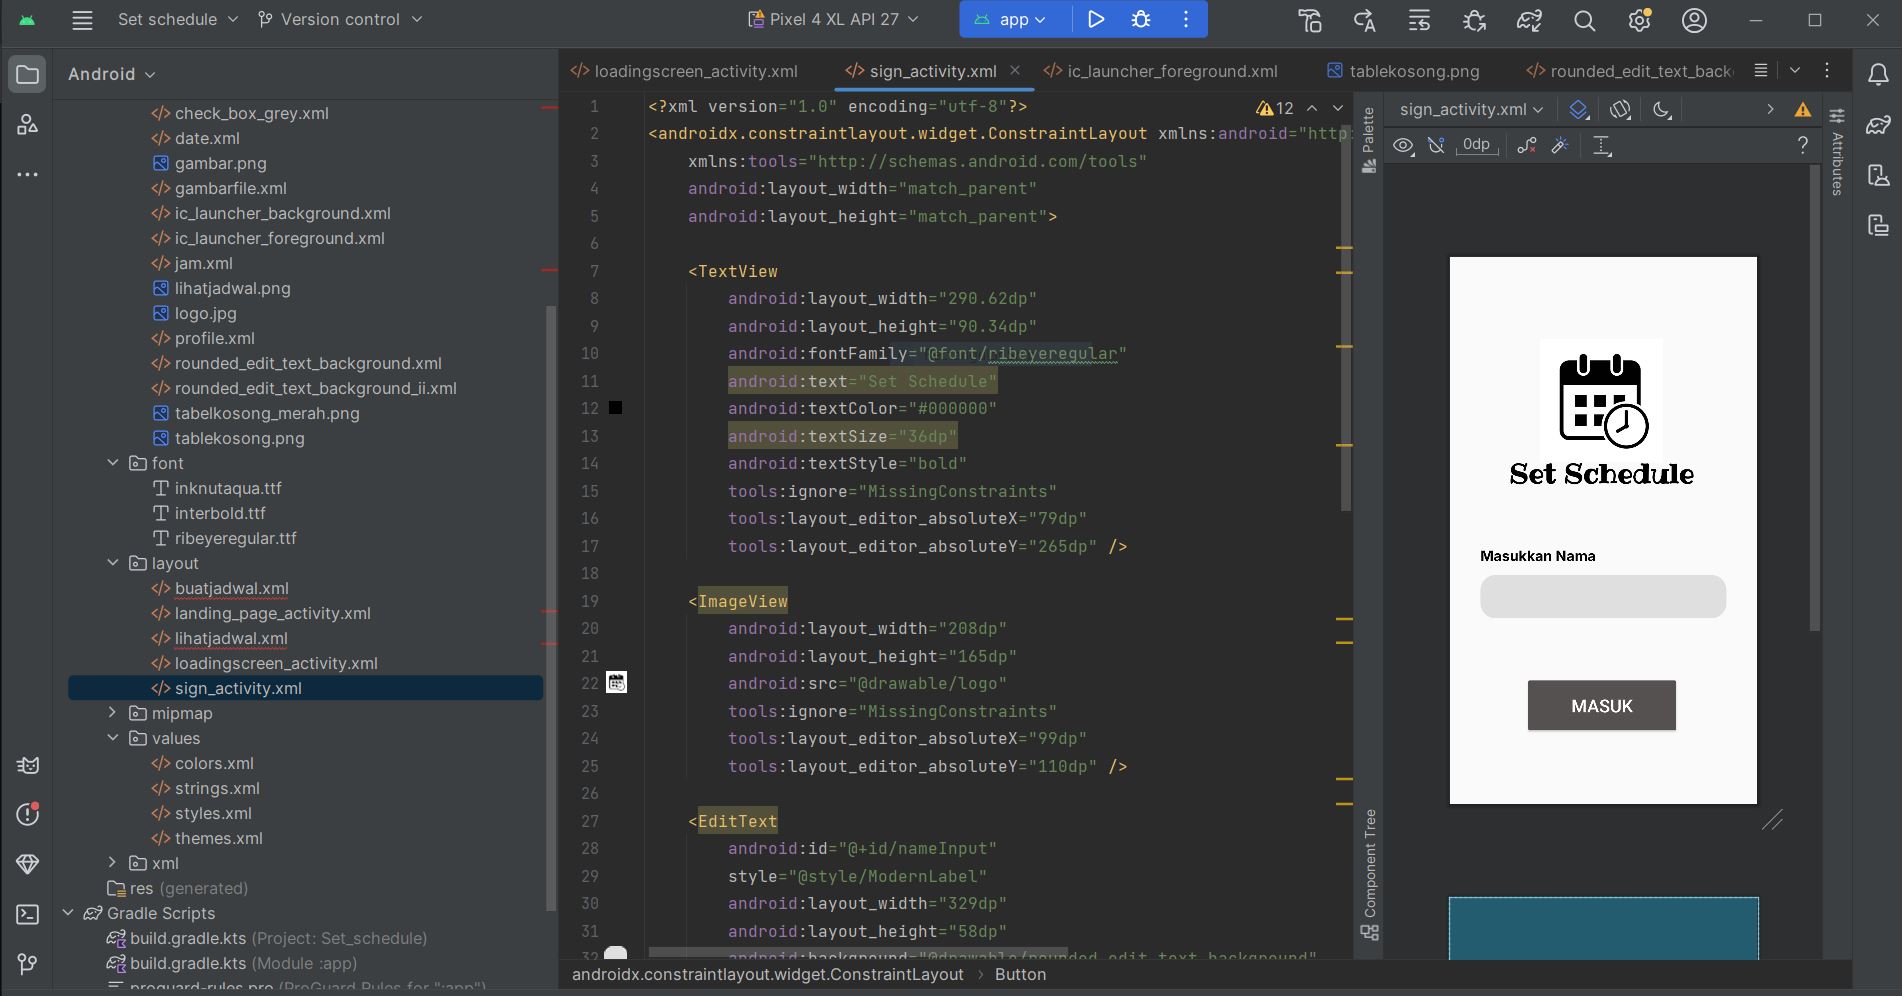 Set schedule
Version control
Pixel 4 XL API 27
app
Android
check_box_grey.xml
date.xml
gambar.png
gambarfile.xml
ic_launcher_background.xml
ic_launcher_foreground.xml
jam.xml
lihatjadwal.png
logo.jpg
profile.xml
rounded_edit_text_background.xml
rounded_edit_text_background_ii.xml
tabelkosong_merah.png
tablekosong.png
font
inknutaqua.ttf
interbold.ttf
ribeyeregular.ttf
layout
buatjadwal.xml
landing_page_activity.xml
lihatjadwal.xml
loadingscreen_activity.xml
sign_activity.xml
mipmap
values
colors.xml
strings.xml
styles.xml
themes.xml
xml
res (generated)
Gradle Scripts
build.gradle.kts (Project: Set_schedule)
build.gradle.kts (Module :app)
proguard-rules.pro (ProGuard Rules for ":app")
loadingscreen_activity.xml
sign_activity.xml
ic_launcher_foreground.xml
tablekosong.png
rounded_edit_text_back
12
1 <?xml version="1.0" encoding="utf-8"?>
2 <androidx.constraintlayout.widget.ConstraintLayout xmlns:android="http:
3 xmlns:tools="http://schemas.android.com/tools"
4 android:layout_width="match_parent"
5 android:layout_height="match_parent">
6
7 <TextView
8 android:layout_width="290.62dp"
9 android:layout_height="90.34dp"
10 android:fontFamily="@font/ribeyeregular"
11 android:text="Set Schedule"
12 android:textColor="#000000"
13 android:textSize="36dp"
14 android:textStyle="bold"
15 tools:ignore="MissingConstraints"
16 tools:layout_editor_absoluteX="79dp"
17 tools:layout_editor_absoluteY="265dp" />
18
19 <ImageView
20 android:layout_width="208dp"
21 android:layout_height="165dp"
22 android:src="@drawable/logo"
23 tools:ignore="MissingConstraints"
24 tools:layout_editor_absoluteX="99dp"
25 tools:layout_editor_absoluteY="110dp" />
26
27 <EditText
28 android:id="@+id/nameInput"
29 style="@style/ModernLabel"
30 android:layout_width="329dp"
31 android:layout_height="58dp"
32 android:background="@drawable/rounded_edit_text_background"
androidx.constraintlayout.widget.ConstraintLayout > Button
Palette
Component Tree
sign_activity.xml
0dp
?
Set Schedule
Masukkan Nama
MASUK
Attributes